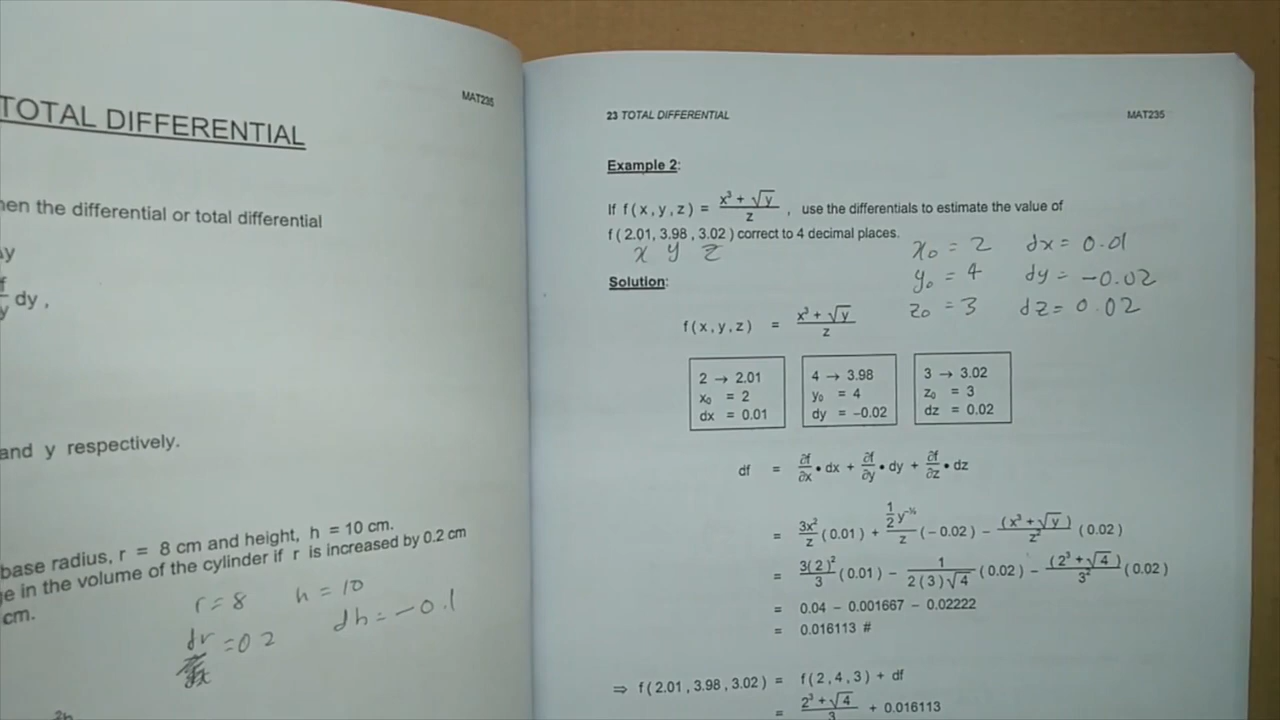 TOTAL DIFFERENTIAL
MAT235
the differential or total differential
dy ,
and y respectively.
base radius, r = 8 cm and height, h = 10 cm.
in the volume of the cylinder if r is increased by 0.2 cm
cm.
r = 8 h = 10
dr = 0 2 dh = -0.1
23 TOTAL DIFFERENTIAL MAT235
Example 2:
If f ( x , y , z ) = (x³ + √y) / z , use the differentials to estimate the value of
f ( 2.01, 3.98 , 3.02 ) correct to 4 decimal places.
x y z
x₀ = 2 dx = 0.01
y₀ = 4 dy = -0.02
z₀ = 3 dz = 0.02
Solution:
f ( x , y , z ) = (x³ + √y) / z
2 → 2.01 4 → 3.98 3 → 3.02
x₀ = 2 y₀ = 4 z₀ = 3
dx = 0.01 dy = −0.02 dz = 0.02
df = ∂f/∂x • dx + ∂f/∂y • dy + ∂f/∂z • dz
= 3x²/z ( 0.01 ) + (½ y^-½)/z ( − 0.02 ) − (x³ + √y)/z² ( 0.02 )
= 3( 2 )²/3 ( 0.01 ) − 1/(2 ( 3 ) √4) ( 0.02 ) − ( 2³ + √4 )/3² ( 0.02 )
= 0.04 − 0.001667 − 0.02222
= 0.016113 #
⇒ f ( 2.01 , 3.98 , 3.02 ) = f ( 2 , 4 , 3 ) + df
= (2³ + √4)/3 + 0.016113